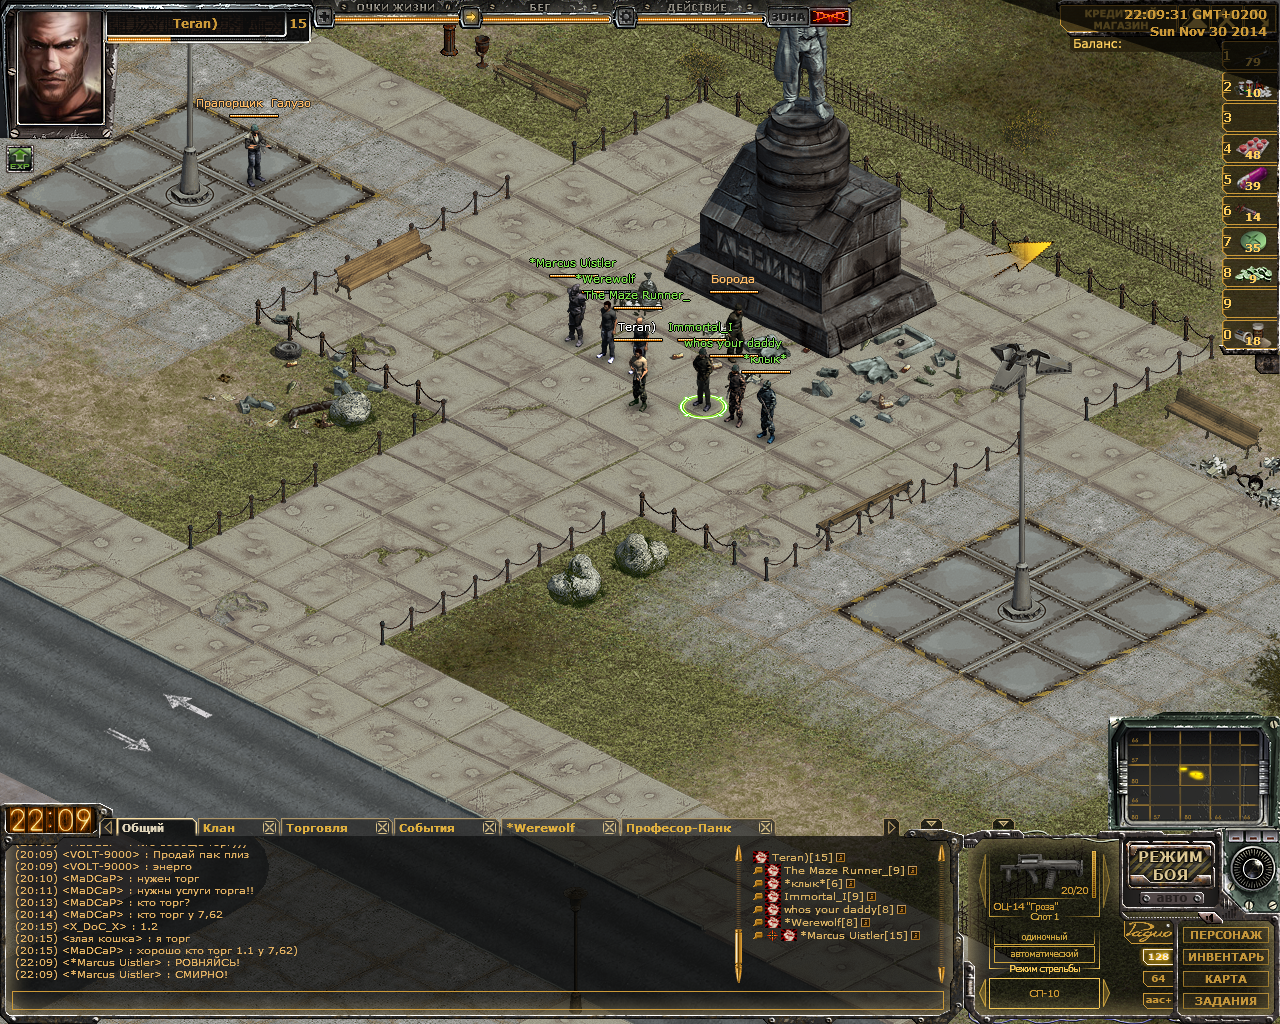 Teran)
15
ОЧКИ ЖИЗНИ
БЕГ
ДЕЙСТВИЕ
ЗОНА
22:09:31 GMT+0200
Sun Nov 30 2014
Баланс:
1
79
2
10
3
4
48
5
39
6
14
7
35
8
9
9
0
18
EXP
Прапорщик Галузо
ЛЕНИН
*Marcus Uistler
*Werewolf
The Maze Runner_
Борода
Teran)
Immortal_I
whos your daddy
*клык*
22:09
Общий
Клан
Торговля
События
*Werewolf
Професор-Панк
(20:09) <VOLT-9000> : Продай пак плиз
(20:09) <VOLT-9000> : энерго
(20:10) <MaDCaP> : нужен торг
(20:11) <MaDCaP> : нужны услуги торга!!
(20:13) <MaDCaP> : кто торг?
(20:14) <MaDCaP> : кто торг у 7,62
(20:15) <X_DoC_X> : 1.2
(20:15) <злая кошка> : я торг
(20:15) <MaDCaP> : хорошо кто торг 1.1 у 7,62)
(22:09) <*Marcus Uistler> : РОВНЯЙСЬ!
(22:09) <*Marcus Uistler> : СМИРНО!
Teran)[15]
The Maze Runner_[9]
*клык*[6]
Immortal_I[9]
whos your daddy[8]
*Werewolf[8]
*Marcus Uistler[15]
20/20
ОЦ-14 "Гроза"
Слот 1
одиночный
автоматический
Режим стрельбы
СП-10
РЕЖИМ
БОЯ
авто
Радио
128
64
аас+
ПЕРСОНАЖ
ИНВЕНТАРЬ
КАРТА
ЗАДАНИЯ